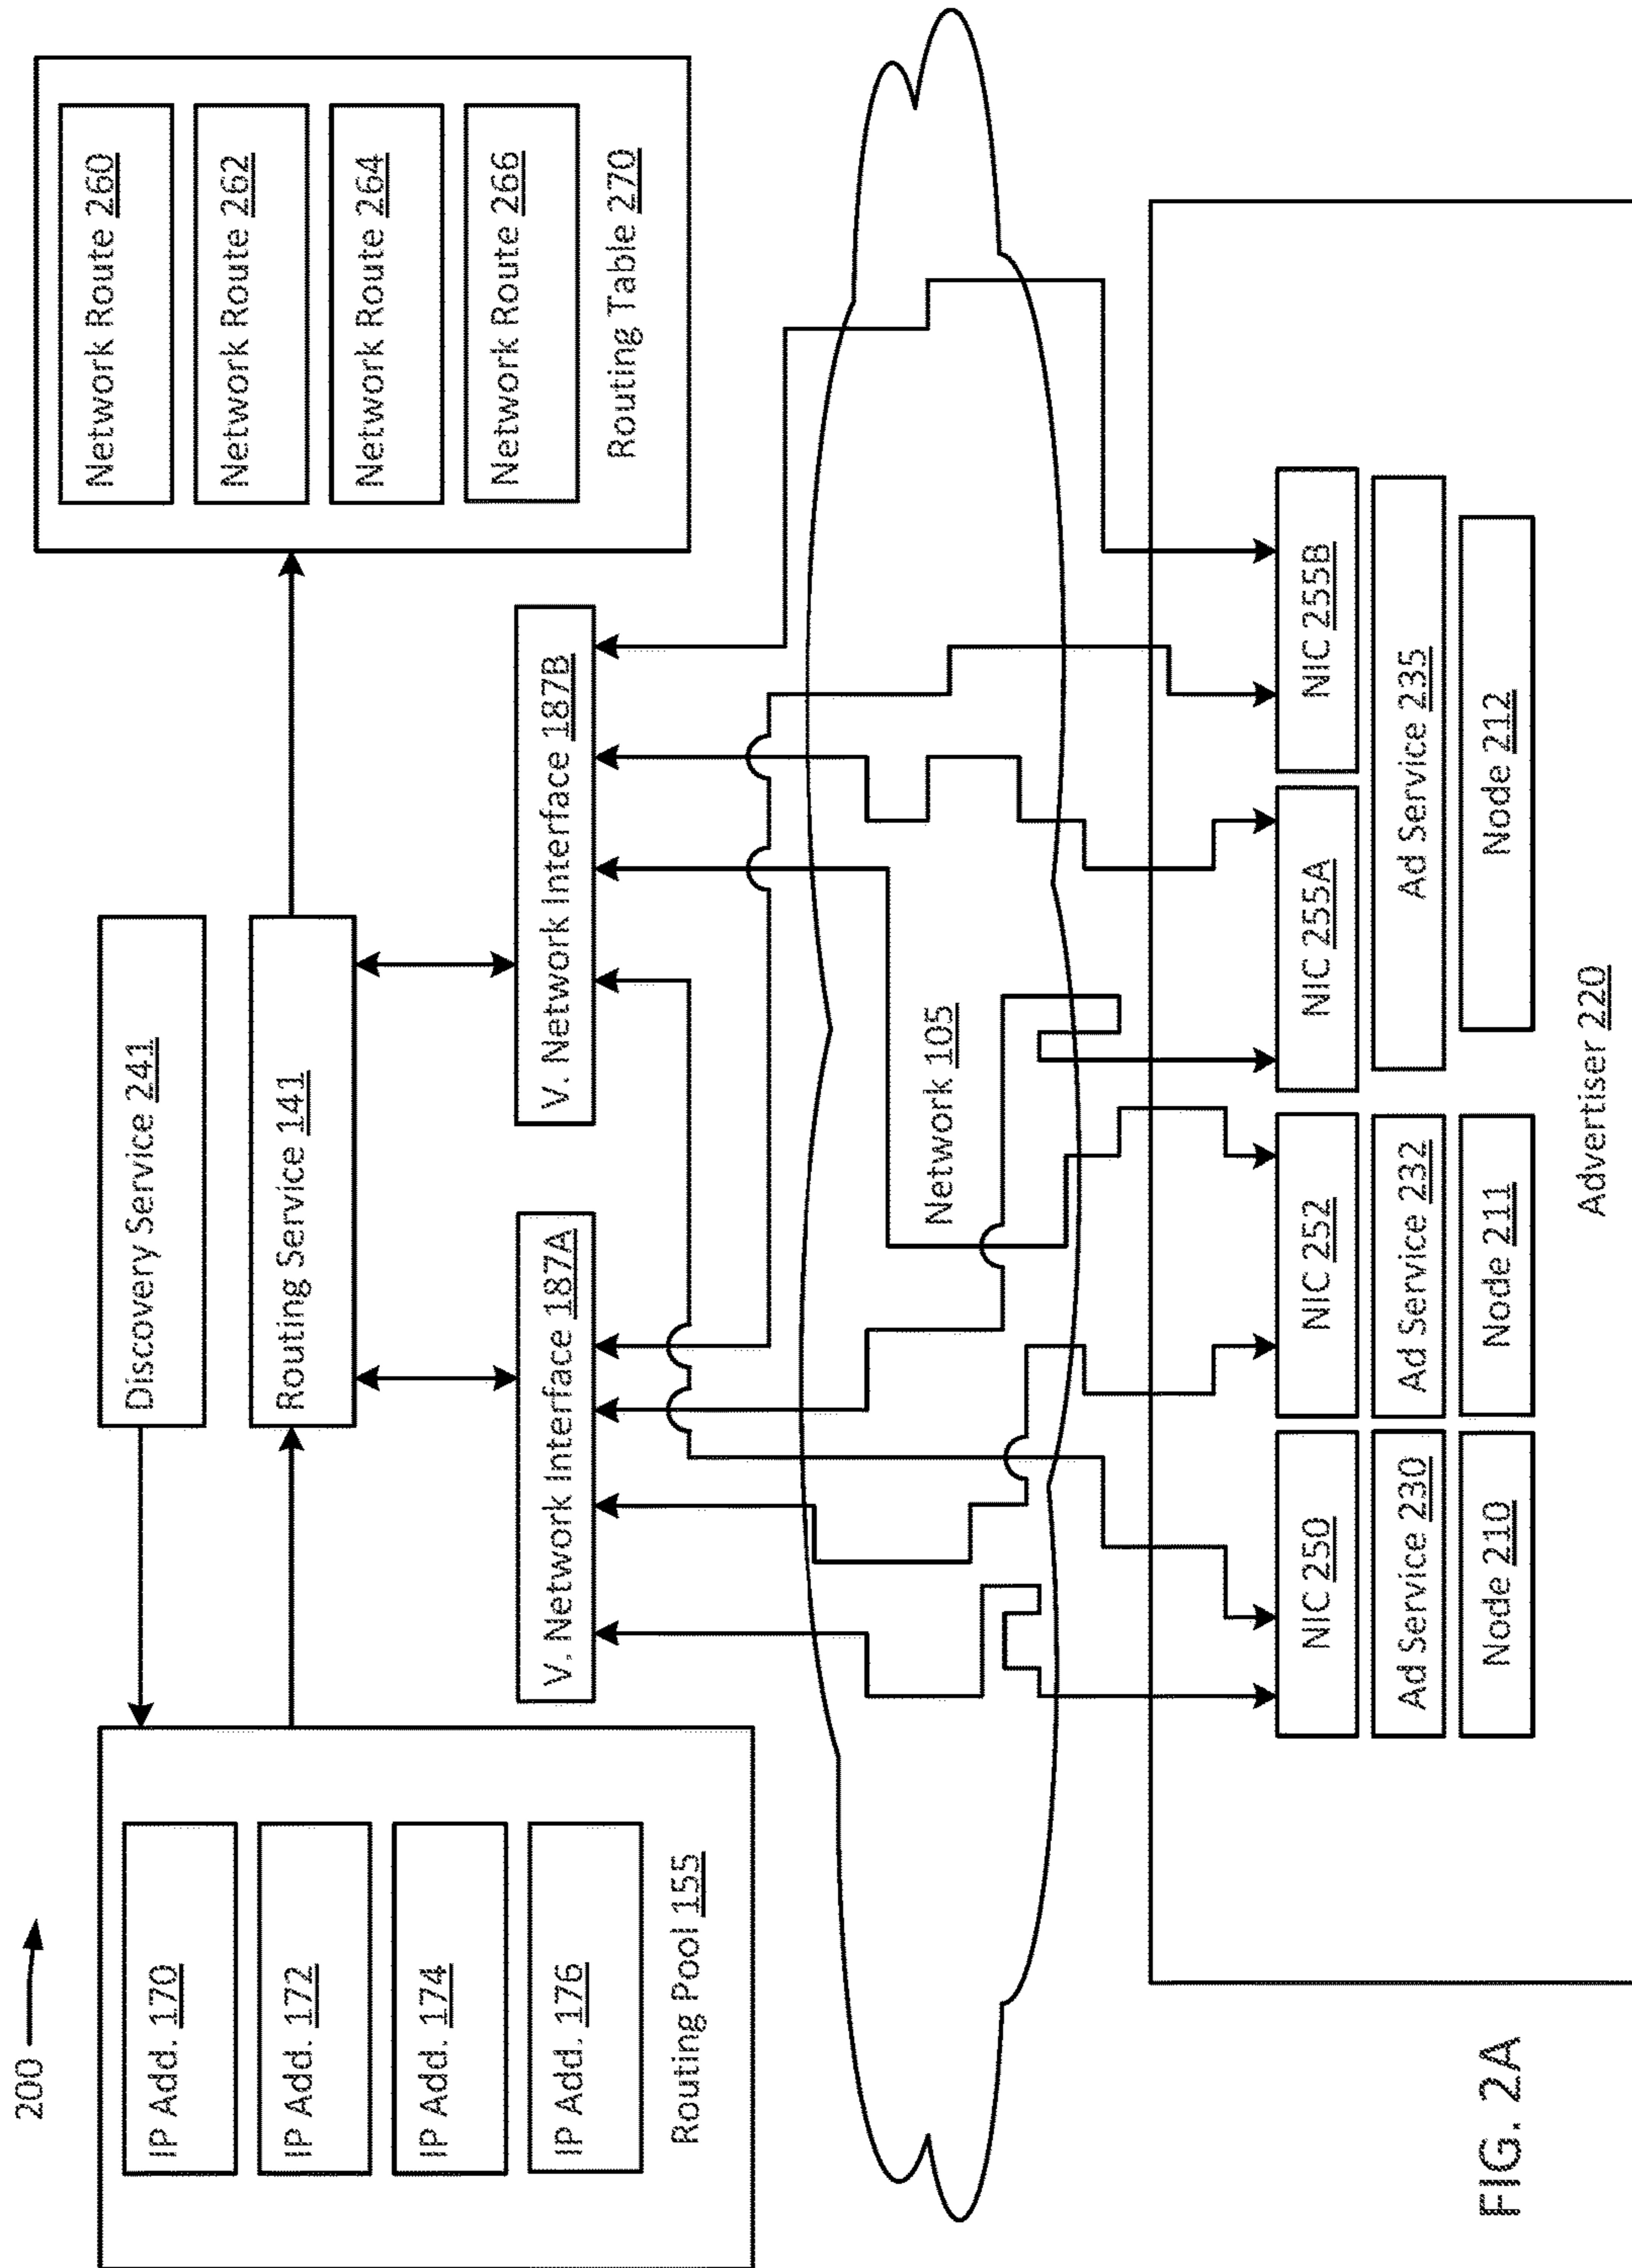 200
IP Add. 170
IP Add. 172
IP Add. 174
IP Add. 176
Routing Pool 155
Discovery Service 241
Routing Service 141
Network Route 260
Network Route 262
Network Route 264
Network Route 266
Routing Table 270
V. Network Interface 187A
V. Network Interface 187B
Network 105
NIC 250
NIC 252
NIC 255A
NIC 255B
Ad Service 230
Ad Service 232
Ad Service 235
Node 210
Node 211
Node 212
Advertiser 220
FIG. 2A